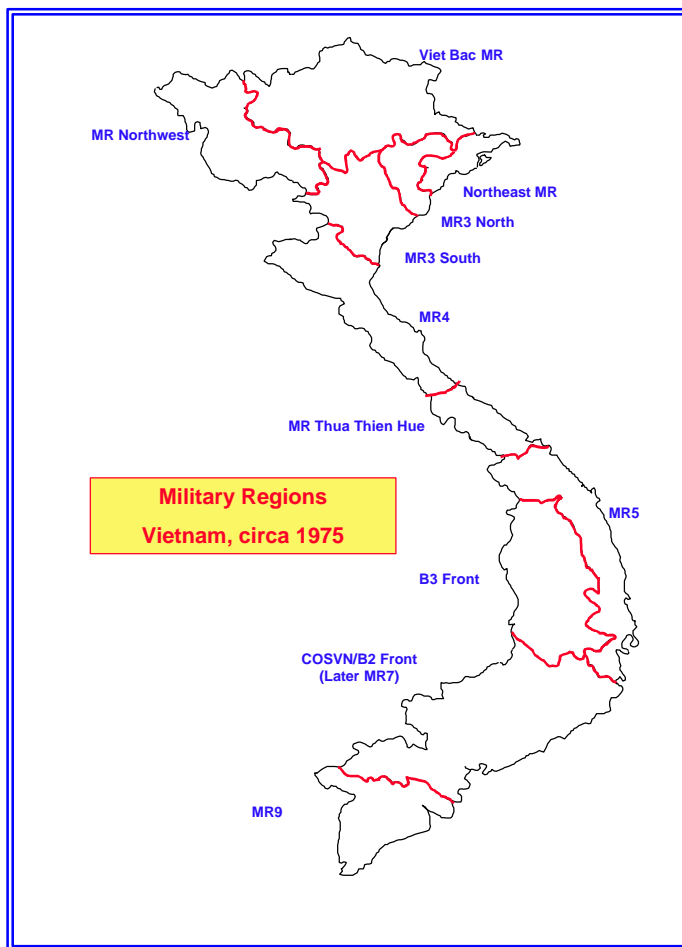 Viet Bac MR
MR Northwest
Northeast MR
MR3 North
MR3 South
MR4
MR Thua Thien Hue
Military Regions
Vietnam, circa 1975
MR5
B3 Front
COSVN/B2 Front
(Later MR7)
MR9